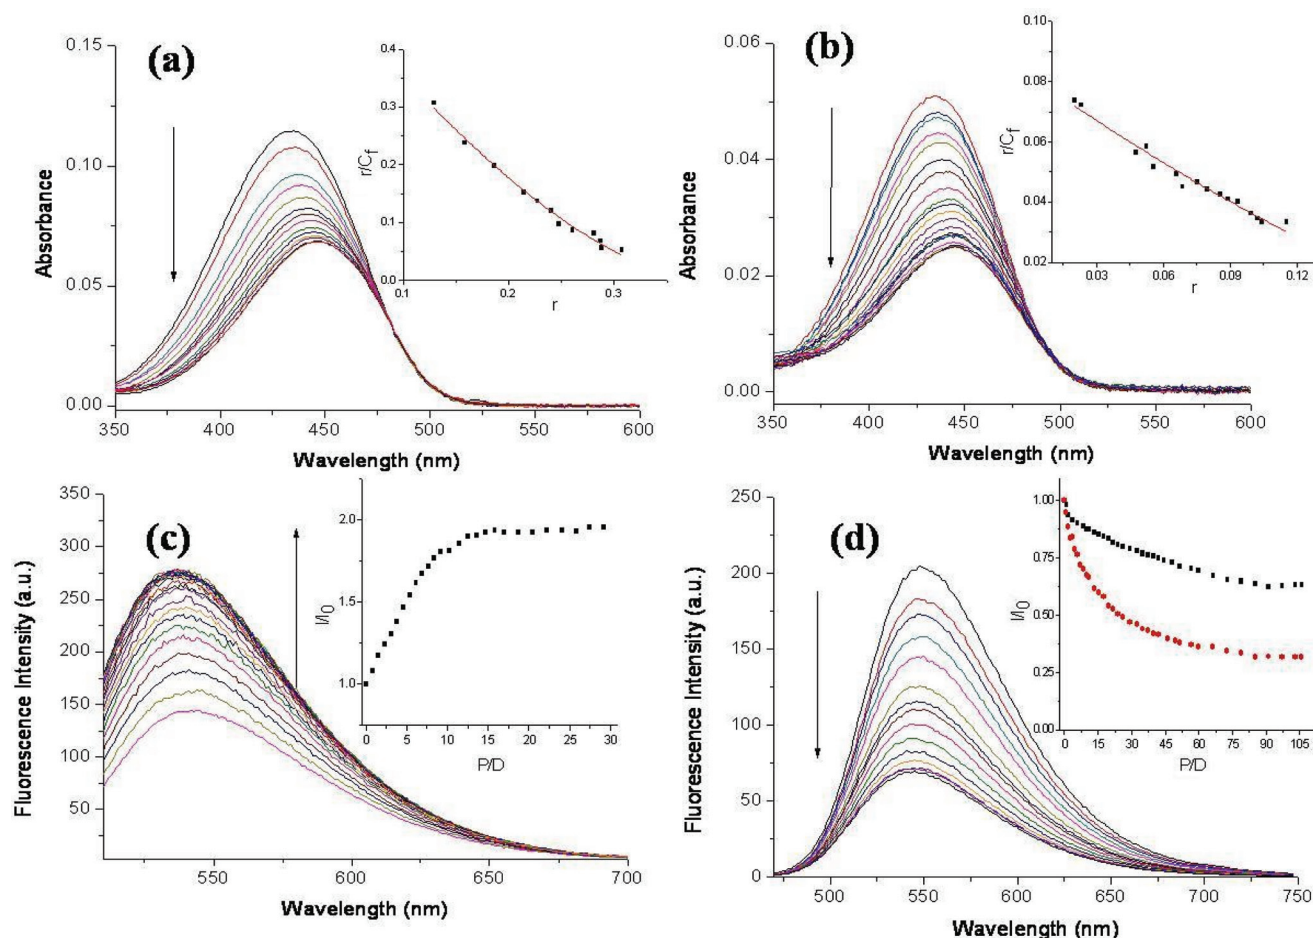 (a)
0.15
0.10
0.05
0.00
Absorbance
350 400 450 500 550 600
Wavelength (nm)
0.4
0.3
0.2
0.1
0.0
r/Cf
0.1 0.2 0.3
r
(b)
0.06
0.04
0.02
0.00
Absorbance
350 400 450 500 550 600
Wavelength (nm)
0.10
0.08
0.06
0.04
0.02
r/Cf
0.03 0.06 0.09 0.12
r
(c)
350
300
250
200
150
100
50
Fluorescence Intensity (a.u.)
550 600 650 700
Wavelength (nm)
2.0
1.5
1.0
I/I0
0 5 10 15 20 25 30
P/D
(d)
250
200
150
100
50
0
Fluorescence Intensity (a.u.)
500 550 600 650 700 750
Wavelength (nm)
1.00
0.75
0.50
0.25
0.00
I/I0
0 15 30 45 60 75 90 105
P/D